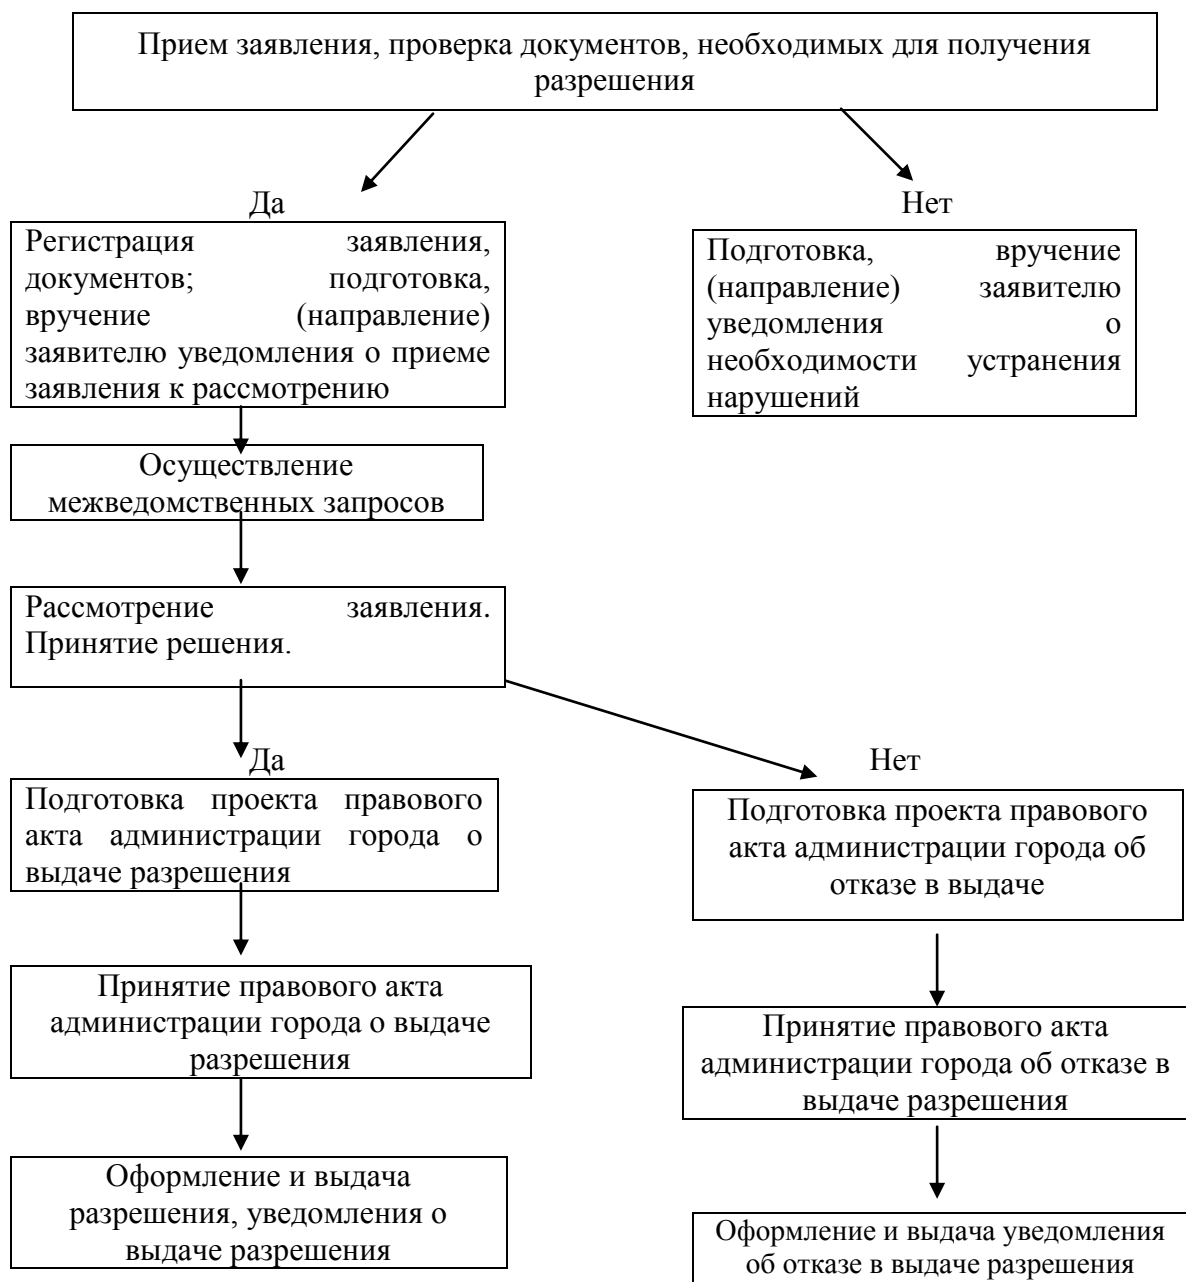 Прием заявления, проверка документов, необходимых для получения
разрешения
Да
Нет
Регистрация заявления,
документов; подготовка,
вручение (направление)
заявителю уведомления о приеме
заявления к рассмотрению
Подготовка, вручение
(направление) заявителю
уведомления о
необходимости устранения
нарушений
Осуществление
межведомственных запросов
Рассмотрение заявления.
Принятие решения.
Да
Нет
Подготовка проекта правового
акта администрации города о
выдаче разрешения
Подготовка проекта правового
акта администрации города об
отказе в выдаче
Принятие правового акта
администрации города о выдаче
разрешения
Принятие правового акта
администрации города об отказе в
выдаче разрешения
Оформление и выдача
разрешения, уведомления о
выдаче разрешения
Оформление и выдача уведомления
об отказе в выдаче разрешения